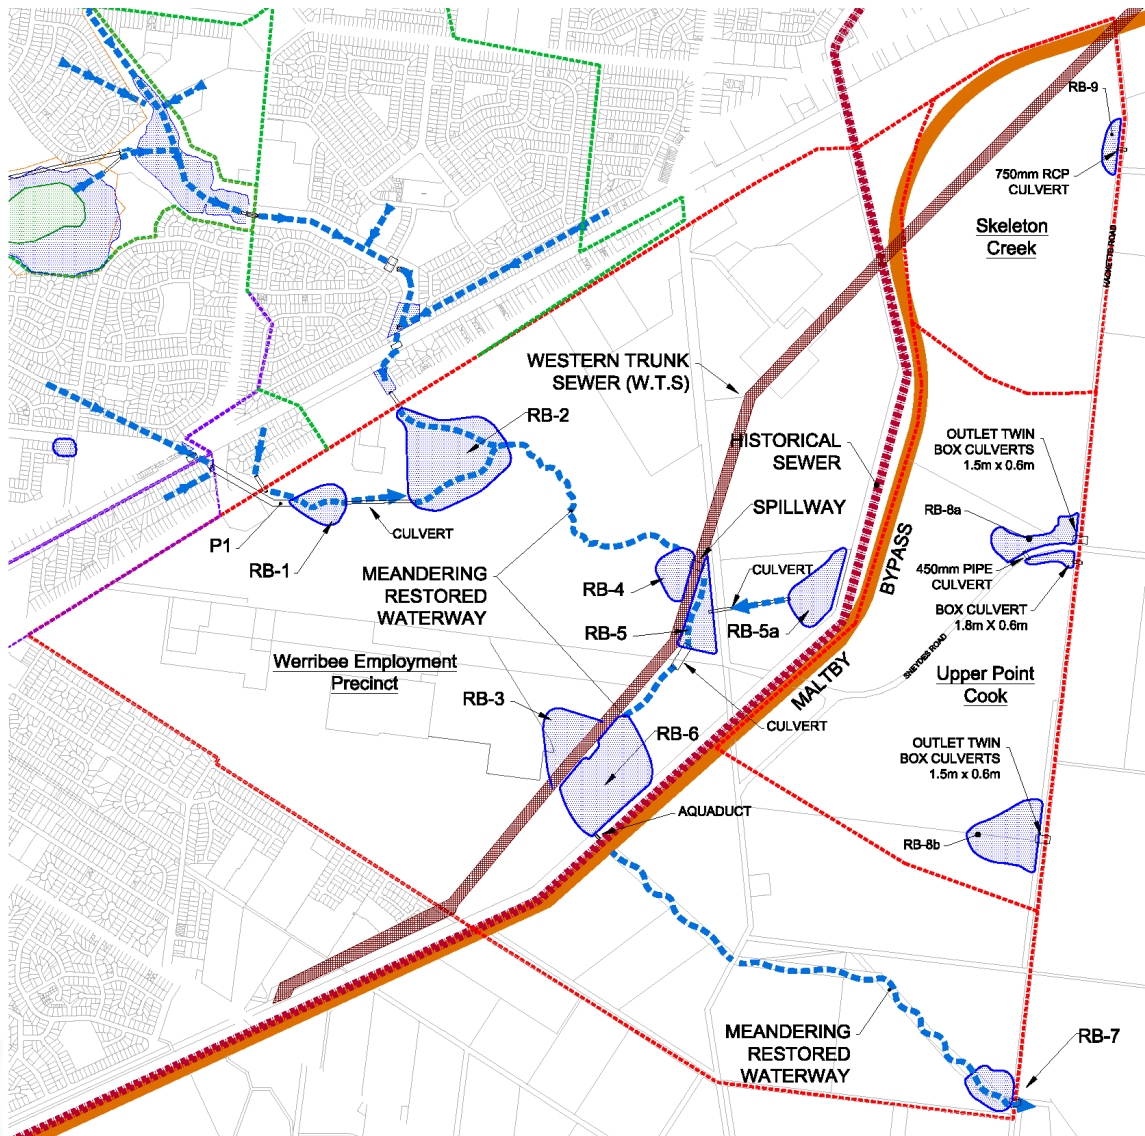 RB-9
750mm RCP
CULVERT
Skeleton
Creek
HACKETTS ROAD
WESTERN TRUNK
SEWER (W.T.S)
RB-2
HISTORICAL
SEWER
OUTLET TWIN
BOX CULVERTS
1.5m x 0.6m
SPILLWAY
RB-8a
P1
CULVERT
RB-1
MEANDERING
RESTORED
WATERWAY
BYPASS
CULVERT
450mm PIPE
CULVERT
RB-4
BOX CULVERT
1.8m X 0.6m
RB-5
RB-5a
SNEYDES ROAD
Werribee Employment
Precinct
MALTBY
Upper Point
Cook
RB-3
CULVERT
RB-6
OUTLET TWIN
BOX CULVERTS
1.5m x 0.6m
AQUADUCT
RB-8b
MEANDERING
RESTORED
WATERWAY
RB-7